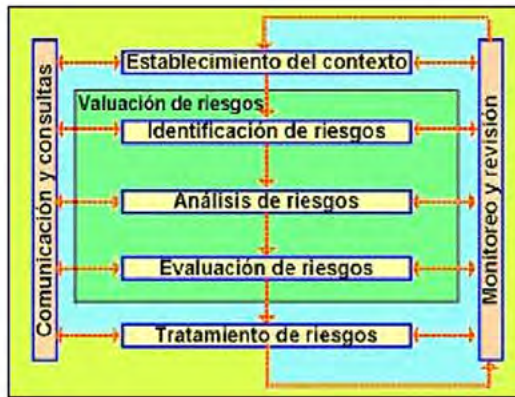 Establecimiento del contexto
Valuación de riesgos
Identificación de riesgos
Análisis de riesgos
Evaluación de riesgos
Tratamiento de riesgos
Comunicación y consultas
Monitoreo y revisión